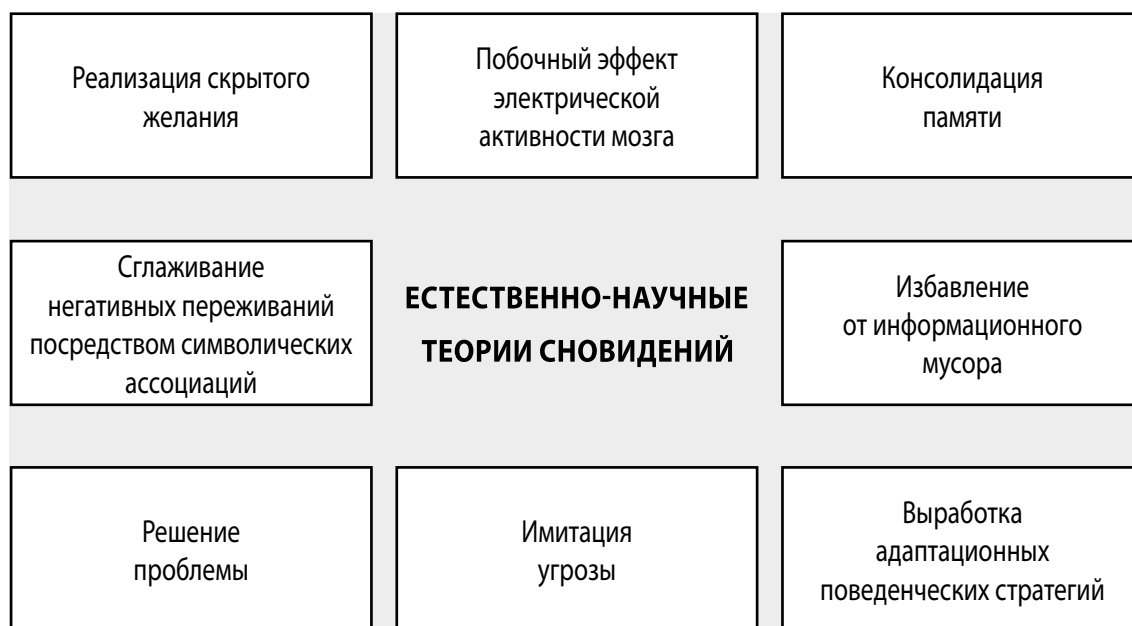 Реализация скрытого
желания
Побочный эффект
электрической
активности мозга
Консолидация
памяти
Сглаживание
негативных переживаний
посредством символических
ассоциаций
ЕСТЕСТВЕННО-НАУЧНЫЕ
ТЕОРИИ СНОВИДЕНИЙ
Избавление
от информационного
мусора
Решение
проблемы
Имитация
угрозы
Выработка
адаптационных
поведенческих стратегий